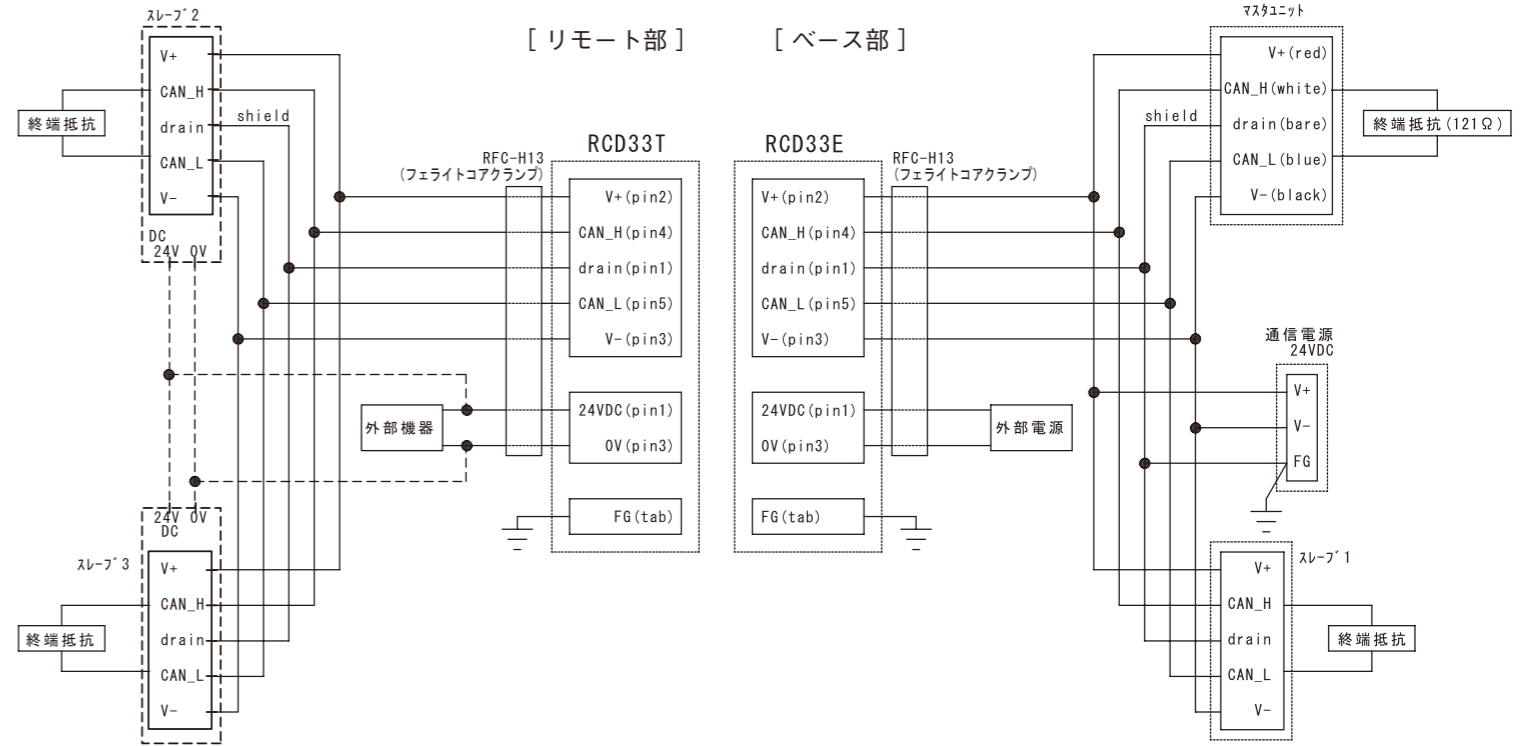 [ リモート部 ]
[ ベース部 ]
ｽﾚｰﾌﾞ2
V+
CAN_H
drain
CAN_L
V-
DC
24V 0V
終端抵抗
shield
RFC-H13
(フェライトコアクランプ)
RCD33T
V+(pin2)
CAN_H(pin4)
drain(pin1)
CAN_L(pin5)
V-(pin3)
24VDC(pin1)
0V(pin3)
FG(tab)
外部機器
24V 0V
DC
ｽﾚｰﾌﾞ3
V+
CAN_H
drain
CAN_L
V-
終端抵抗
RCD33E
V+(pin2)
CAN_H(pin4)
drain(pin1)
CAN_L(pin5)
V-(pin3)
24VDC(pin1)
0V(pin3)
FG(tab)
RFC-H13
(フェライトコアクランプ)
外部電源
shield
ﾏｽﾀﾕﾆｯﾄ
V+(red)
CAN_H(white)
drain(bare)
CAN_L(blue)
V-(black)
終端抵抗(121Ω)
通信電源
24VDC
V+
V-
FG
ｽﾚｰﾌﾞ1
V+
CAN_H
drain
CAN_L
V-
終端抵抗